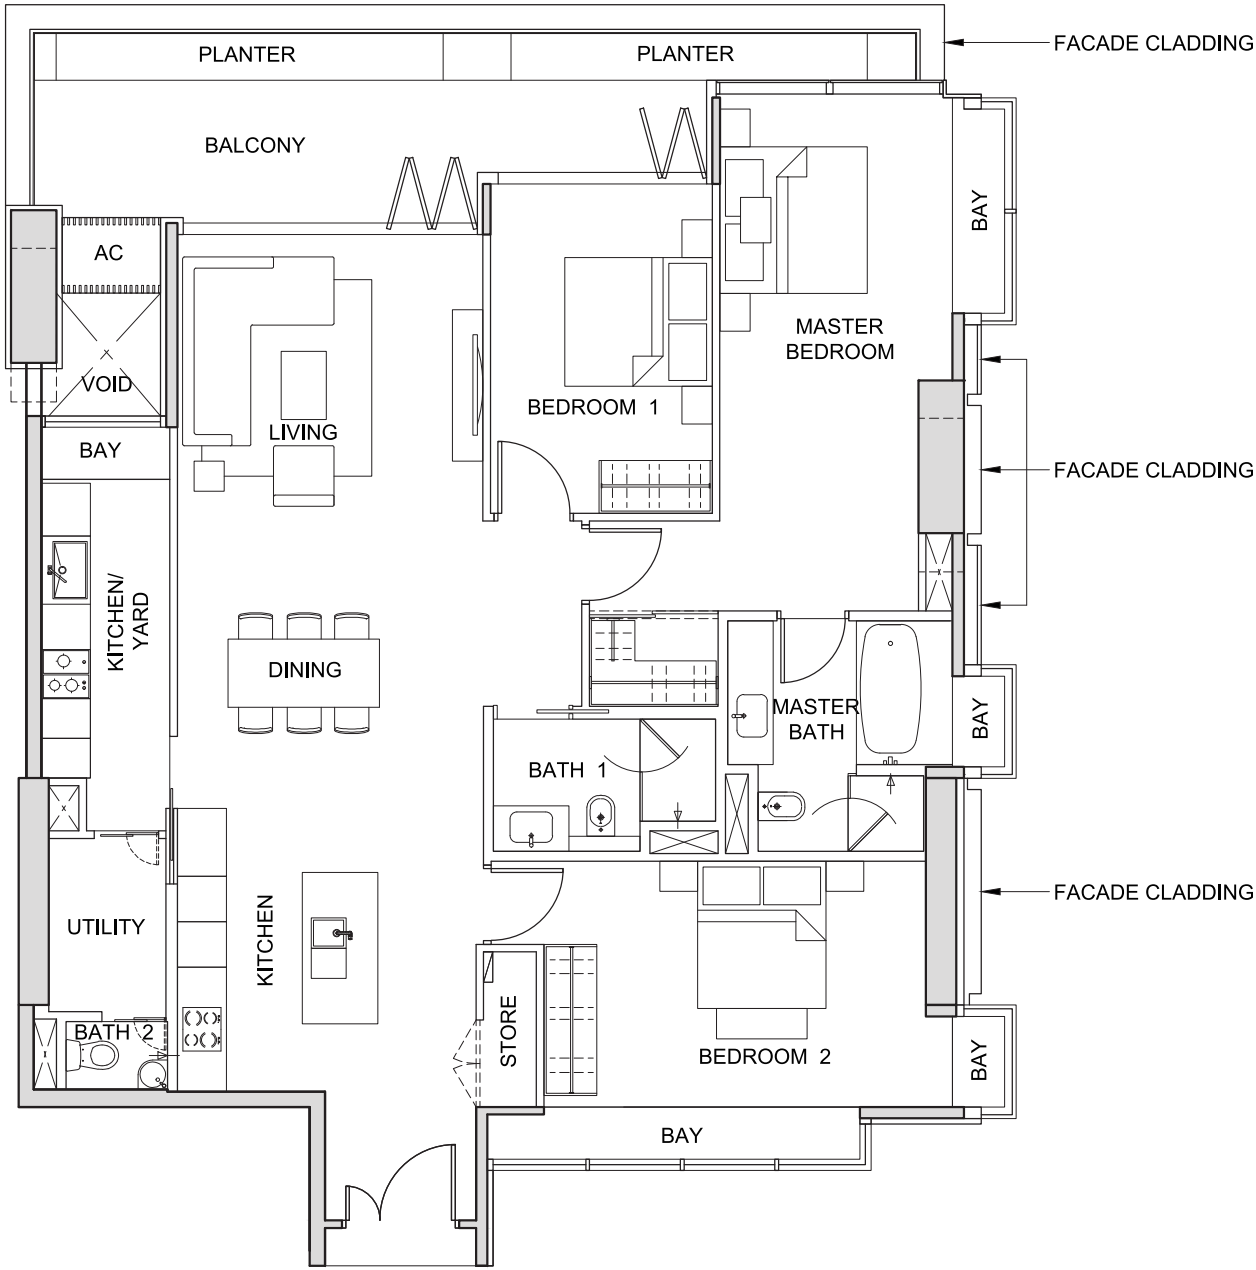 FACADE CLADDING
PLANTER
PLANTER
BALCONY
BAY
AC
MASTER
BEDROOM
VOID
BEDROOM 1
LIVING
BAY
FACADE CLADDING
KITCHEN/
YARD
DINING
MASTER
BATH
BAY
BATH 1
FACADE CLADDING
UTILITY
KITCHEN
STORE
BATH 2
BEDROOM 2
BAY
BAY